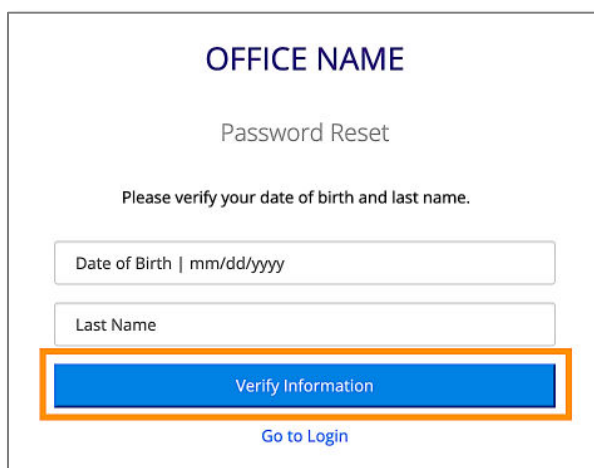 OFFICE NAME
Password Reset
Please verify your date of birth and last name.
Date of Birth | mm/dd/yyyy
Last Name
Verify Information
Go to Login